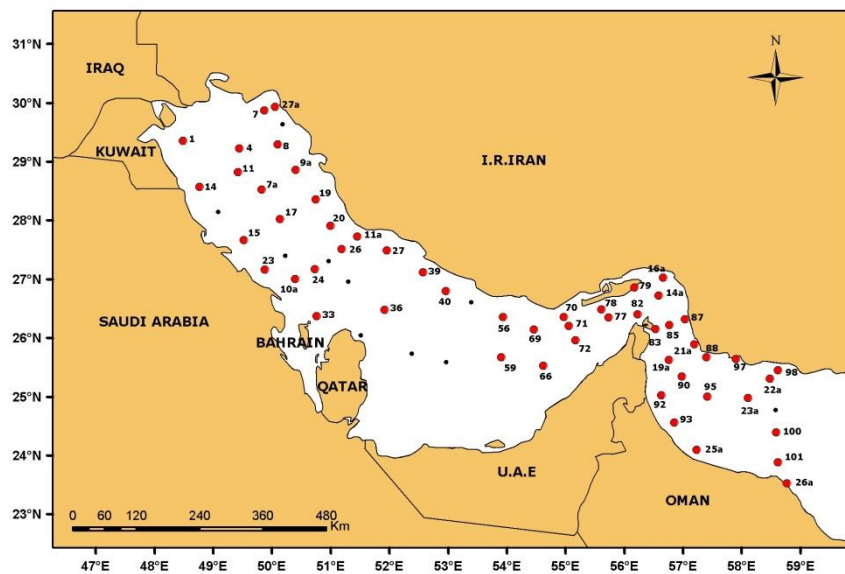 31°N
30°N
29°N
28°N
27°N
26°N
25°N
24°N
23°N
IRAQ
N
27a
7
1
KUWAIT
4
8
I.R.IRAN
11
9a
14
7a
19
17
20
15
11a
26
27
23
24
39
16a
10a
40
79
14a
36
78
82
33
70
77
87
SAUDI ARABIA
56
71
85
BAHRAIN
69
83
72
21a
88
59
66
19a
97
98
QATAR
90
95
22a
92
23a
93
100
25a
101
U.A.E
26a
OMAN
0 60 120 240 360 480
Km
47°E 48°E 49°E 50°E 51°E 52°E 53°E 54°E 55°E 56°E 57°E 58°E 59°E